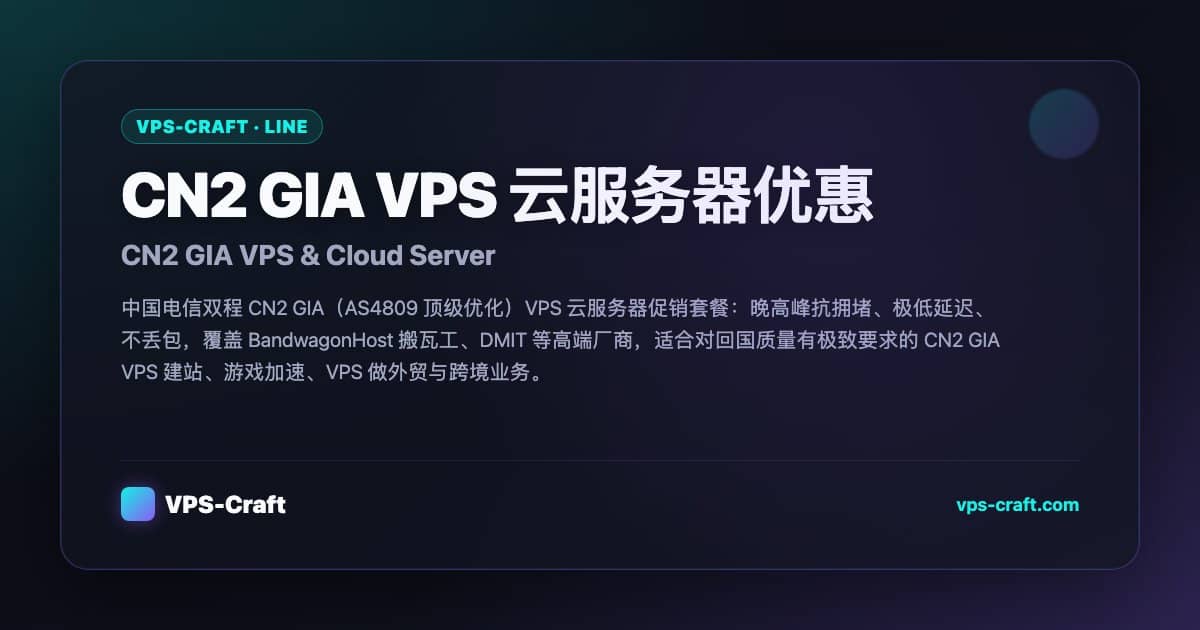 VPS-CRAFT · LINE
CN2 GIA VPS 云服务器优惠
CN2 GIA VPS & Cloud Server
中国电信双程 CN2 GIA（AS4809 顶级优化）VPS 云服务器促销套餐：晚高峰抗拥堵、极低延迟、
不丢包，覆盖 BandwagonHost 搬瓦工、DMIT 等高端厂商，适合对回国质量有极致要求的 CN2 GIA
VPS 建站、游戏加速、VPS 做外贸与跨境业务。
VPS-Craft
vps-craft.com